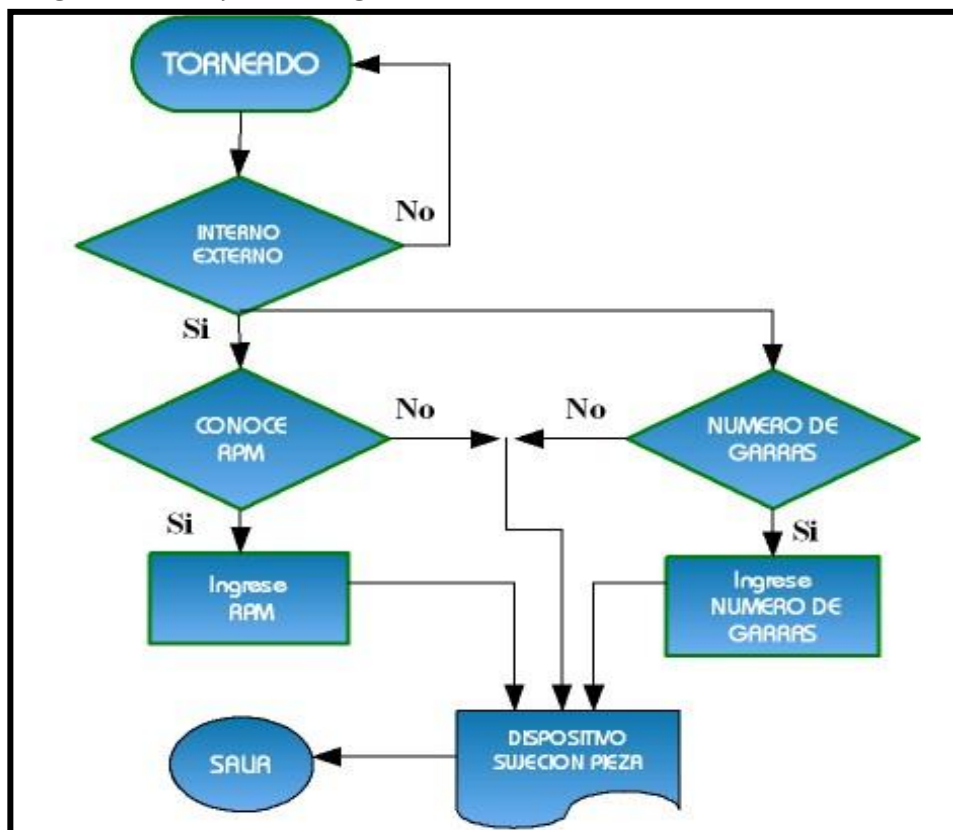 TORNEADO
No
INTERNO
EXTERNO
Si
CONOCE
RPM
No
No
NUMERO DE
GARRAS
Si
Si
Ingrese
RPM
Ingrese
NUMERO DE
GARRAS
DISPOSITIVO
SUJECION PIEZA
SALIR